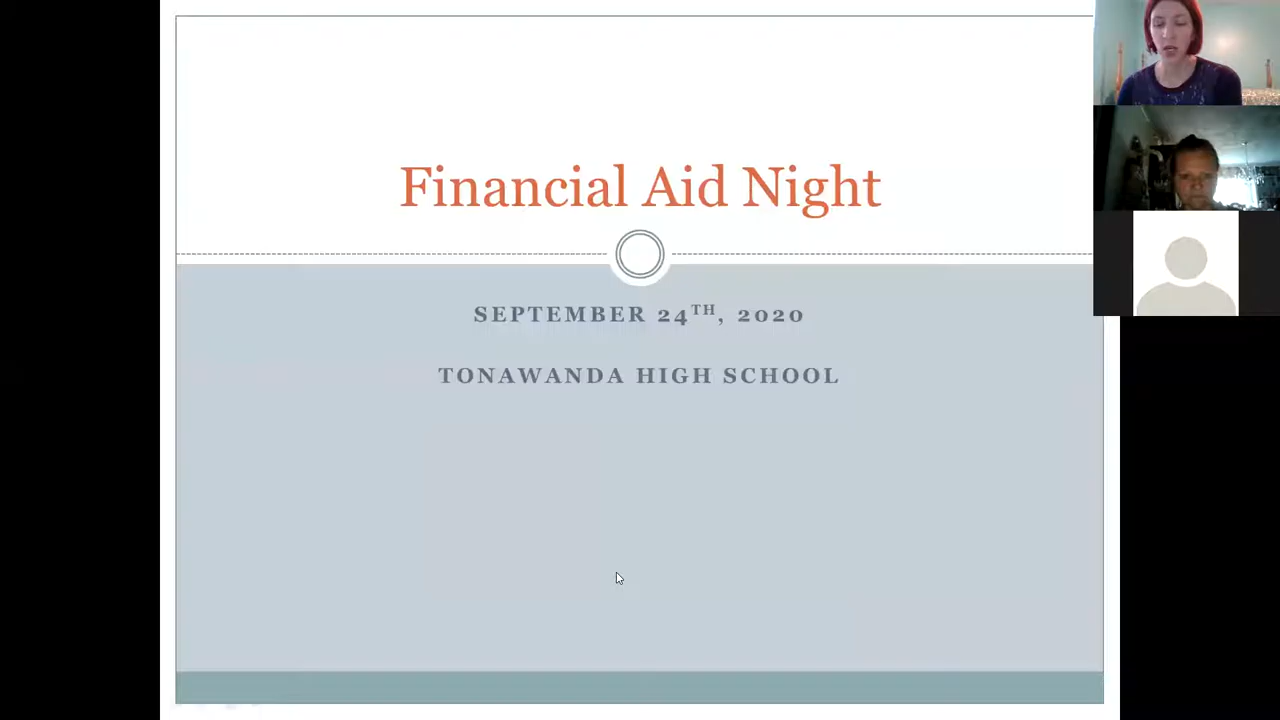 Financial Aid Night
SEPTEMBER 24TH, 2020
TONAWANDA HIGH SCHOOL